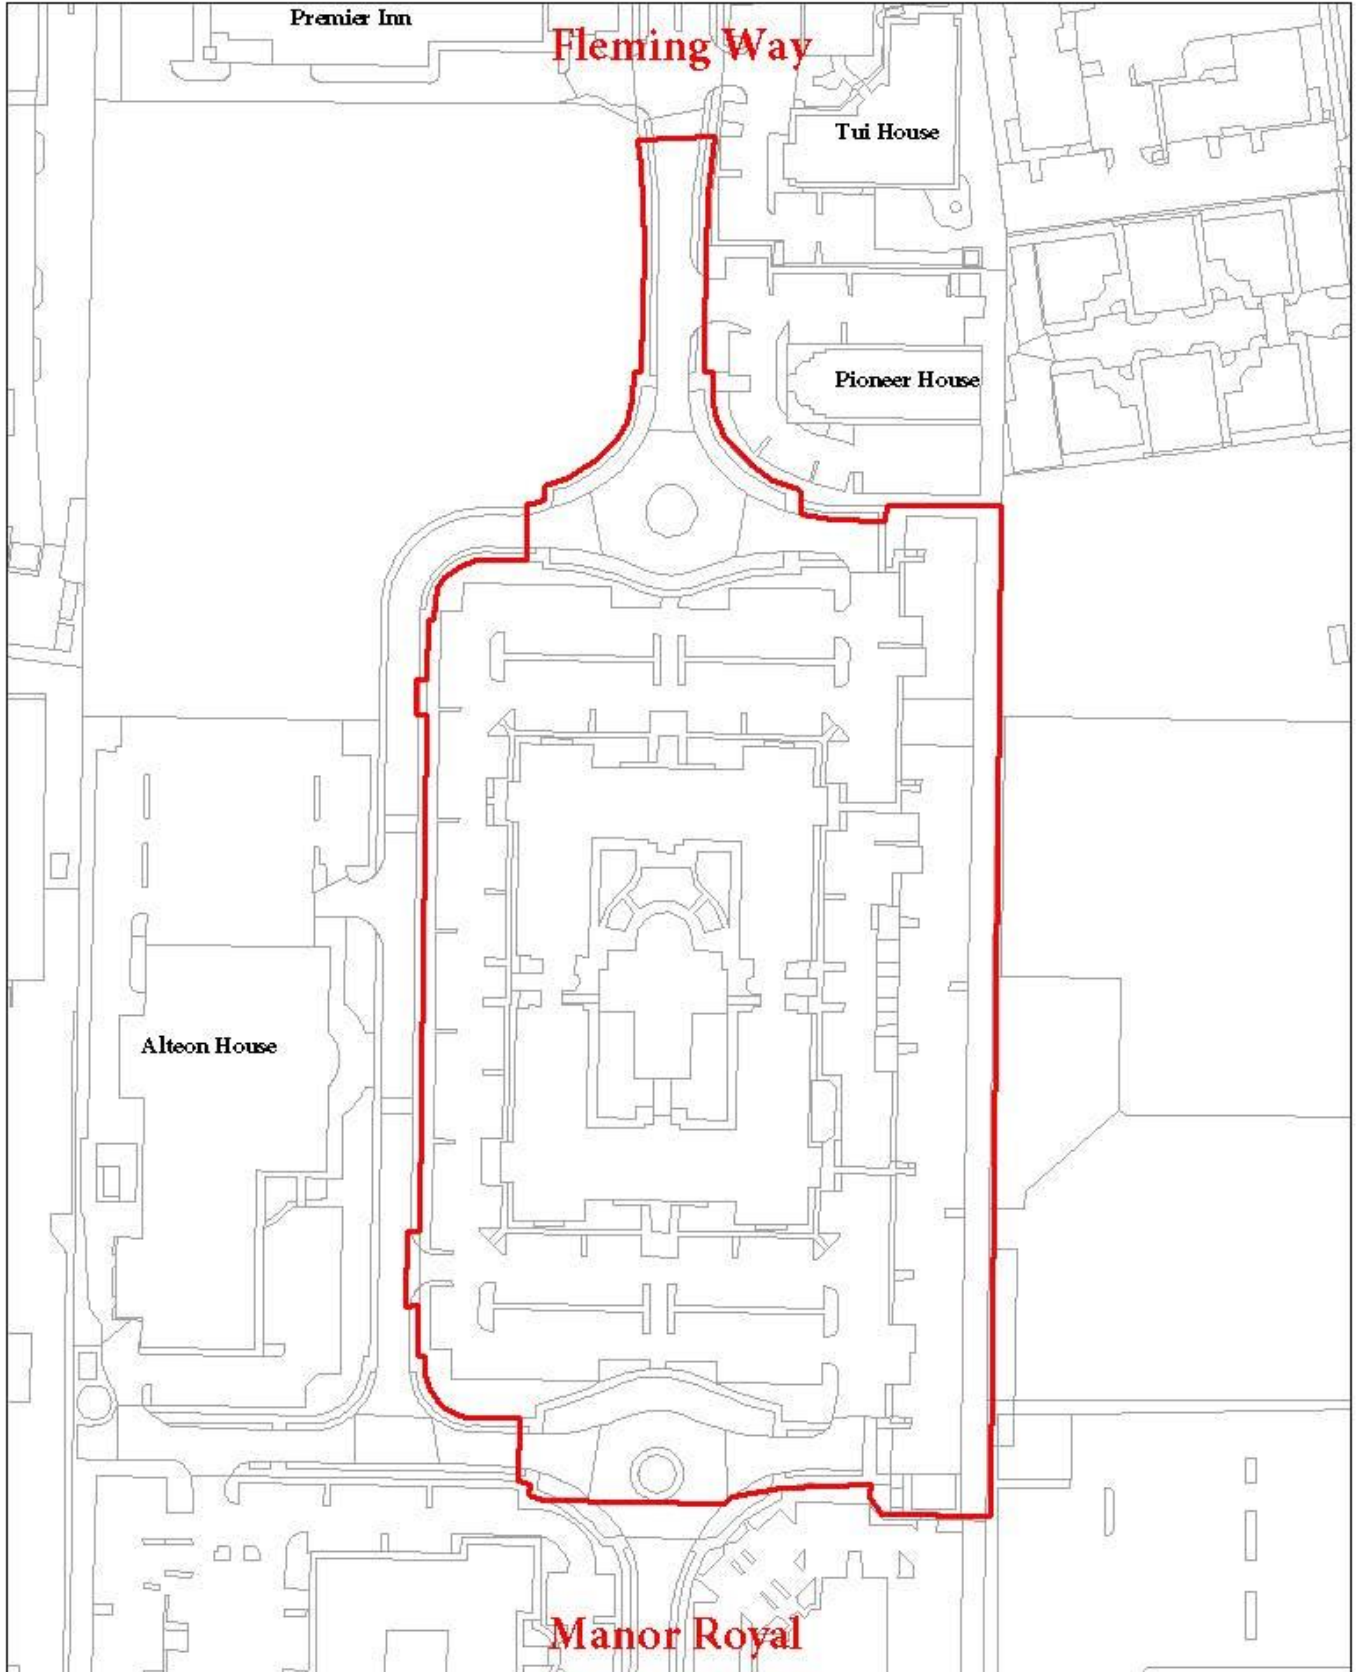 Premier Inn
Fleming Way
Tui House
Pioneer House
Alteon House
Manor Royal